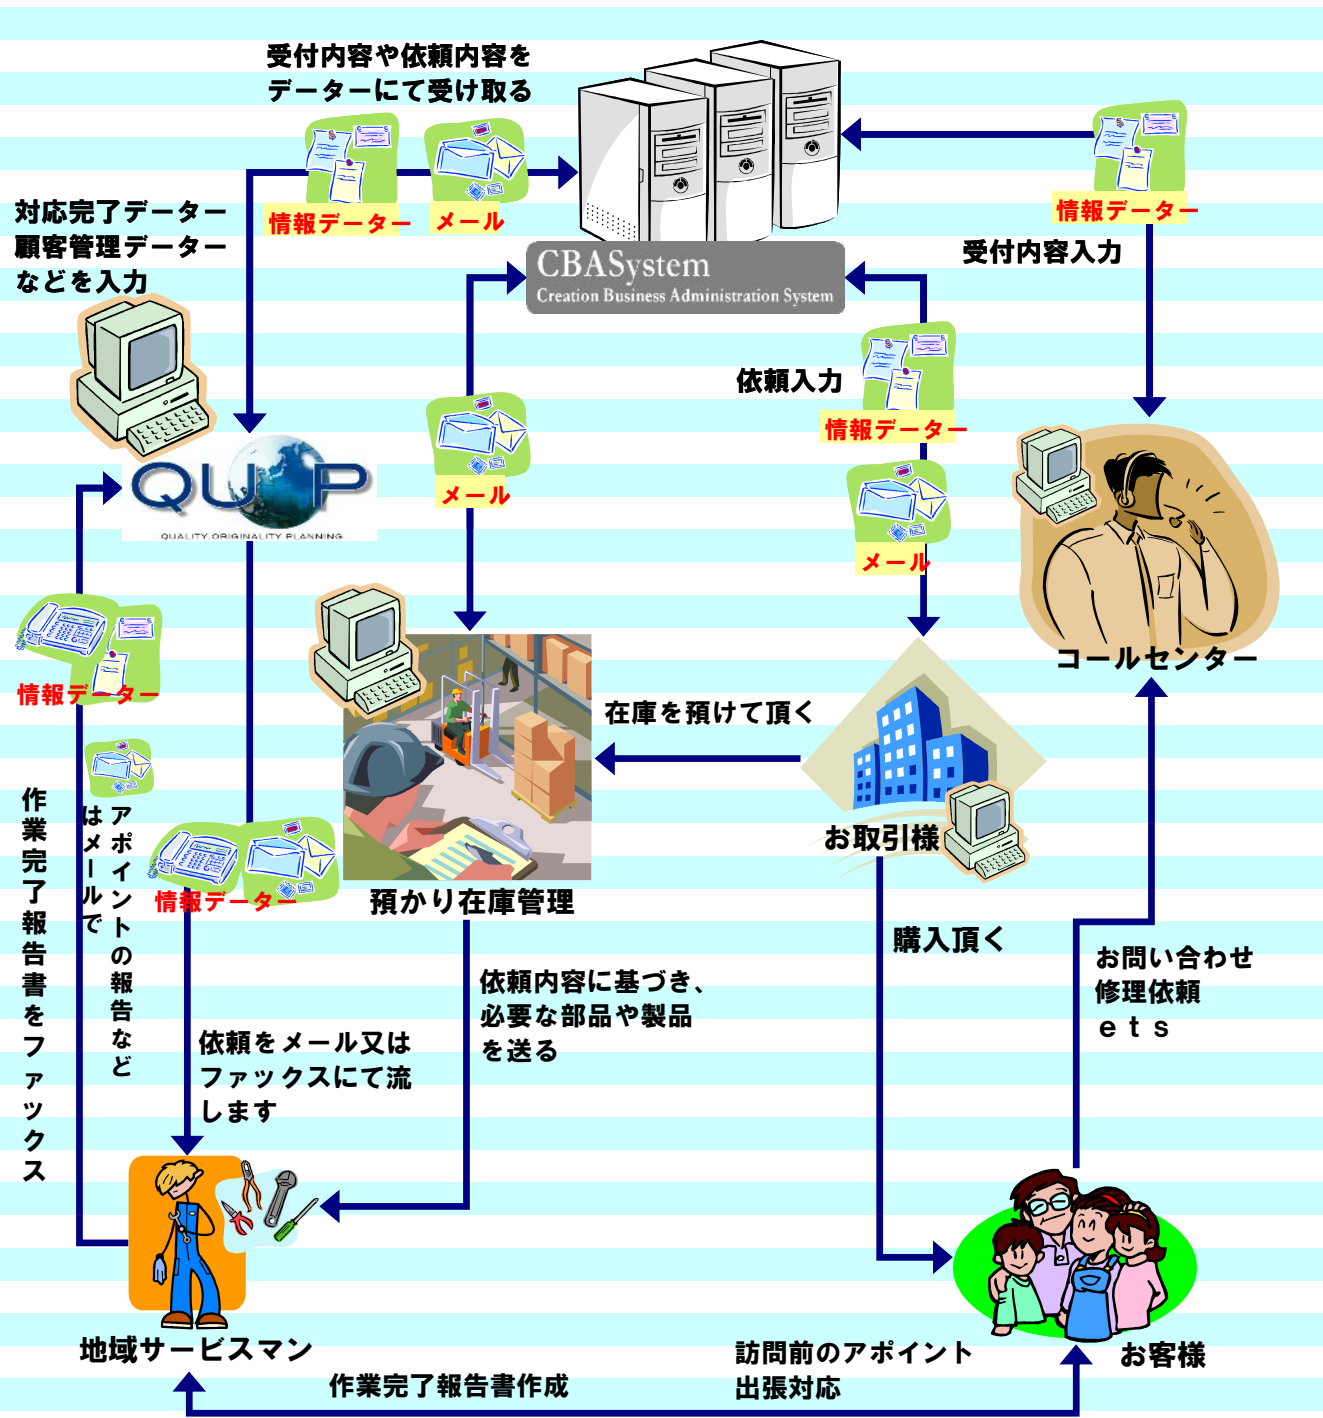 受付内容や依頼内容を
データーにて受け取る
情報データー
メール
情報データー
受付内容入力
対応完了データー
顧客管理データー
などを入力
CBASystem
Creation Business Administration System
依頼入力
情報データー
メール
メール
QUOP
QUALITY ORIGINALITY PLANNING
コールセンター
情報データー
在庫を預けて頂く
お取引様
作業完了報告書をファックス
はメールで
アポイントの報告など
情報データー
預かり在庫管理
購入頂く
お問い合わせ
修理依頼
ets
依頼内容に基づき、
必要な部品や製品
を送る
依頼をメール又は
ファックスにて流
します
地域サービスマン
お客様
訪問前のアポイント
出張対応
作業完了報告書作成